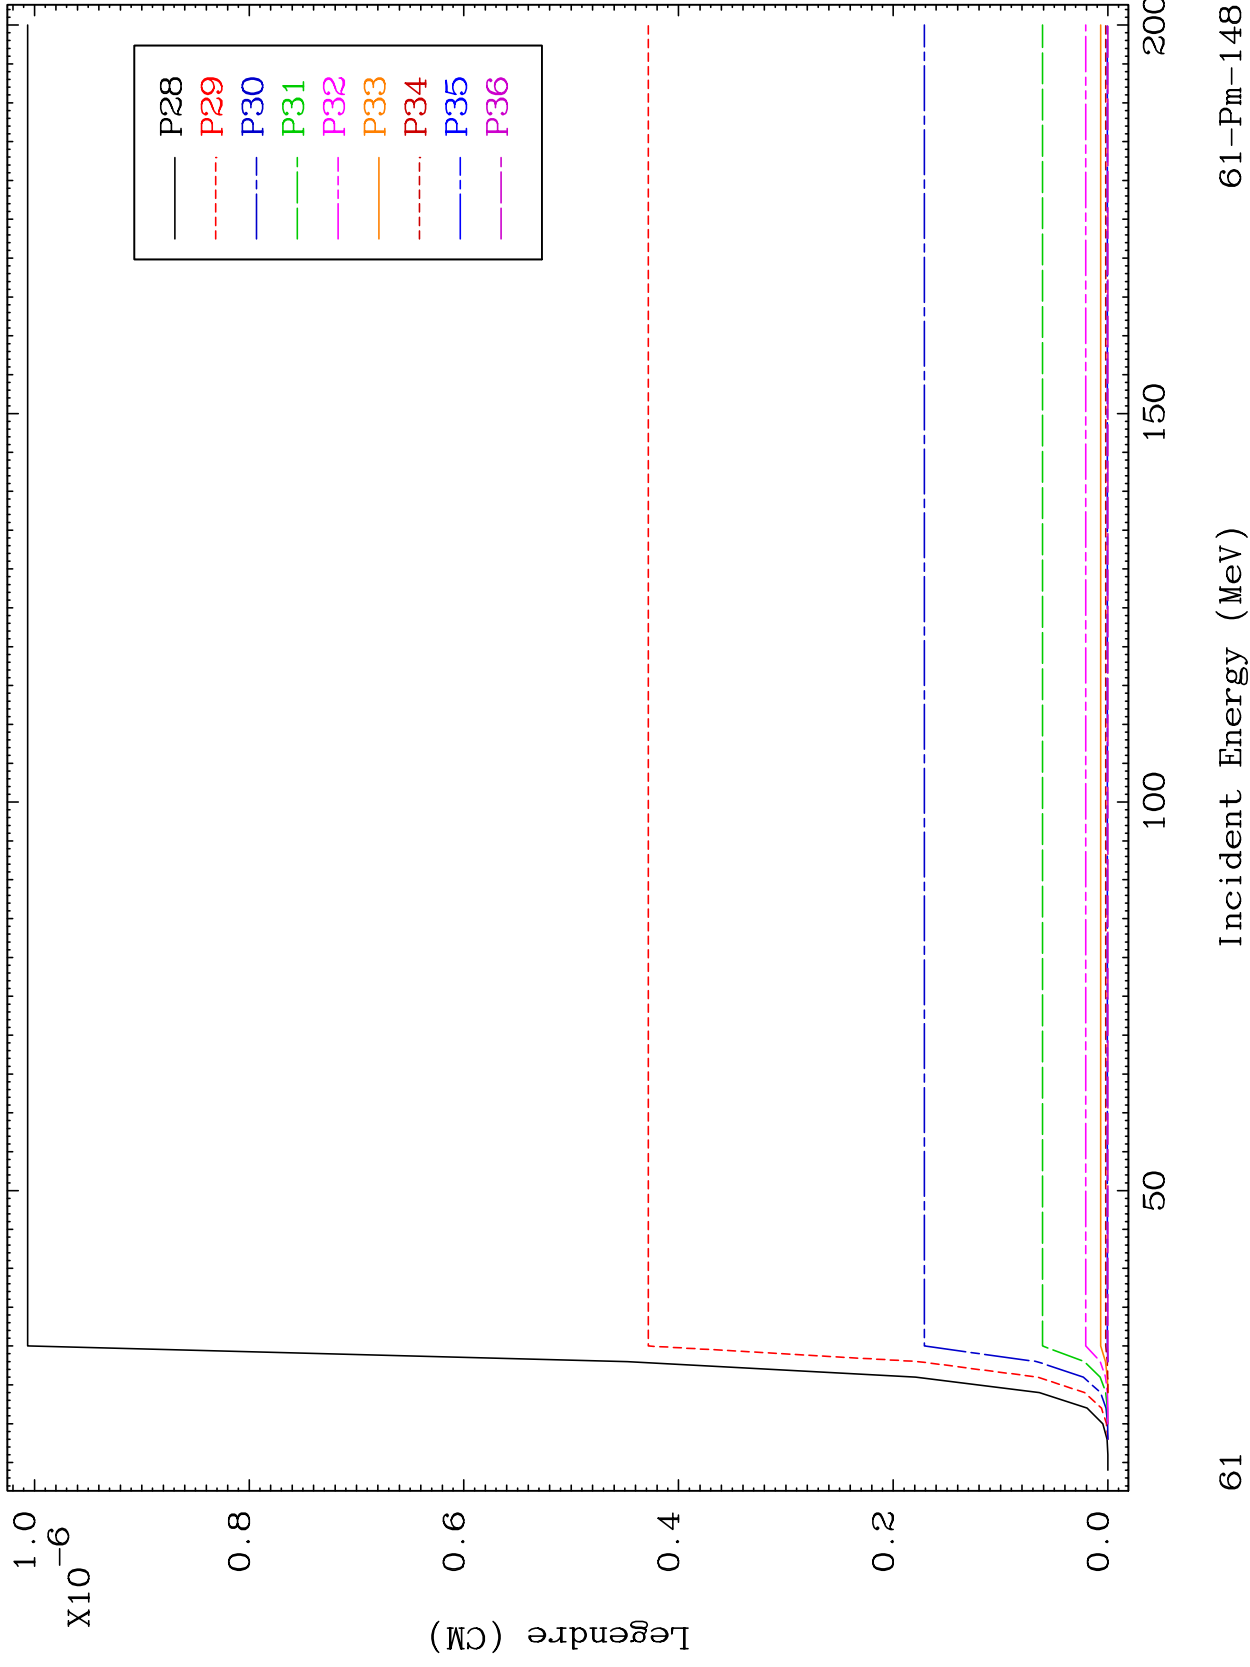 P28
P29
P30
P31
P32
P33
P34
P35
P36
1.0
X10-6
0.8
0.6
0.4
0.2
0.0
Legendre (CM)
50
100
150
200
Incident Energy (MeV)
61
61-Pm-148